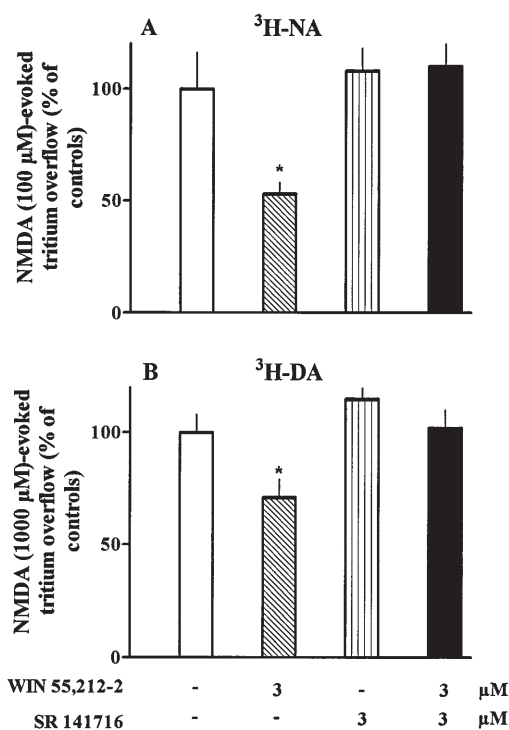 A
³H-NA
NMDA (100 µM)-evoked
tritium overflow (% of
controls)
100
50
0
*
B
³H-DA
NMDA (1000 µM)-evoked
tritium overflow (% of
controls)
100
50
0
*
WIN 55,212-2 - 3 - 3 µM
SR 141716 - - 3 3 µM